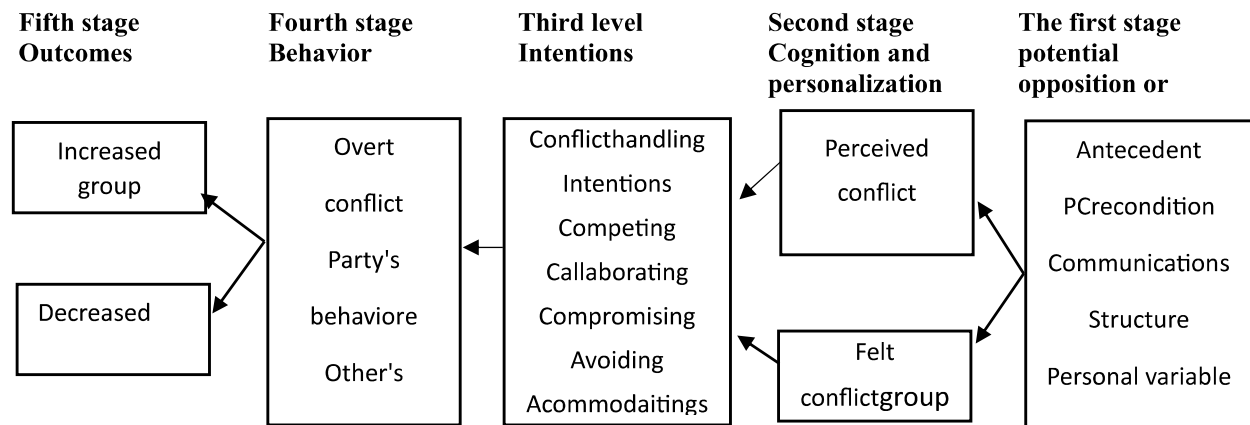 Fifth stage
Outcomes
Fourth stage
Behavior
Third level
Intentions
Second stage
Cognition and
personalization
The first stage
potential
opposition or
Increased
group
Decreased
Overt
conflict
Party's
behaviore
Other's
Conflicthandling
Intentions
Competing
Callaborating
Compromising
Avoiding
Acommodaitings
Perceived
conflict
Felt
conflictgroup
Antecedent
PCrecondition
Communications
Structure
Personal variable